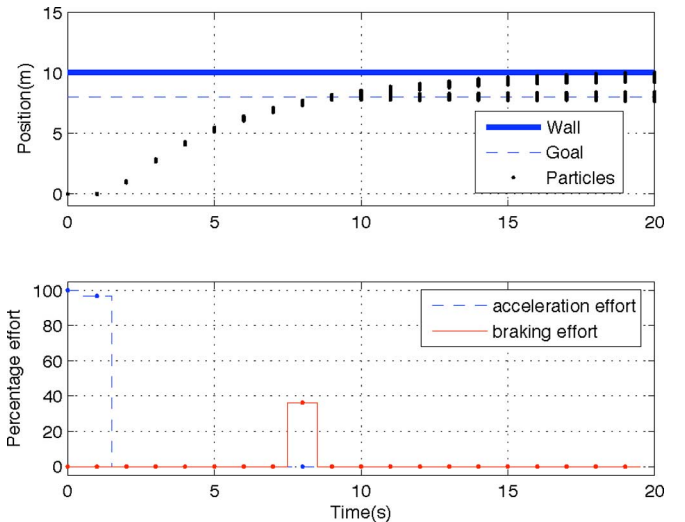 15
10
5
0
Position(m)
Wall
Goal
Particles
0 5 10 15 20
100
80
60
40
20
0
Percentage effort
acceleration effort
braking effort
0 5 10 15 20
Time(s)